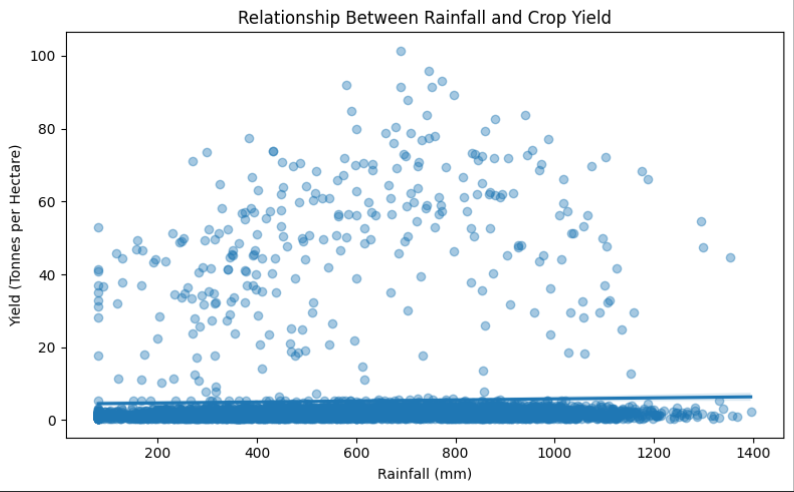 Relationship Between Rainfall and Crop Yield
100
80
60
40
20
0
Yield (Tonnes per Hectare)
200 400 600 800 1000 1200 1400
Rainfall (mm)